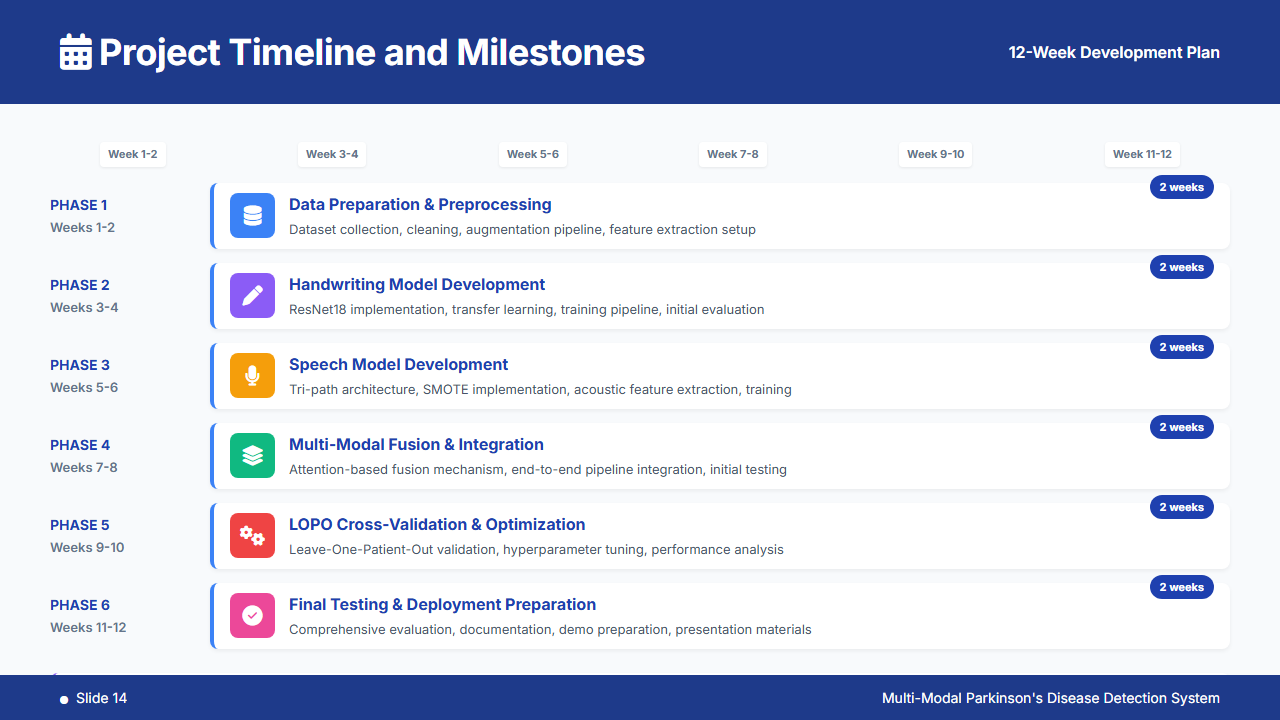 Project Timeline and Milestones
12-Week Development Plan
Week 1-2
Week 3-4
Week 5-6
Week 7-8
Week 9-10
Week 11-12
PHASE 1
Weeks 1-2
Data Preparation & Preprocessing
Dataset collection, cleaning, augmentation pipeline, feature extraction setup
2 weeks
PHASE 2
Weeks 3-4
Handwriting Model Development
ResNet18 implementation, transfer learning, training pipeline, initial evaluation
2 weeks
PHASE 3
Weeks 5-6
Speech Model Development
Tri-path architecture, SMOTE implementation, acoustic feature extraction, training
2 weeks
PHASE 4
Weeks 7-8
Multi-Modal Fusion & Integration
Attention-based fusion mechanism, end-to-end pipeline integration, initial testing
2 weeks
PHASE 5
Weeks 9-10
LOPO Cross-Validation & Optimization
Leave-One-Patient-Out validation, hyperparameter tuning, performance analysis
2 weeks
PHASE 6
Weeks 11-12
Final Testing & Deployment Preparation
Comprehensive evaluation, documentation, demo preparation, presentation materials
2 weeks
Slide 14
Multi-Modal Parkinson's Disease Detection System